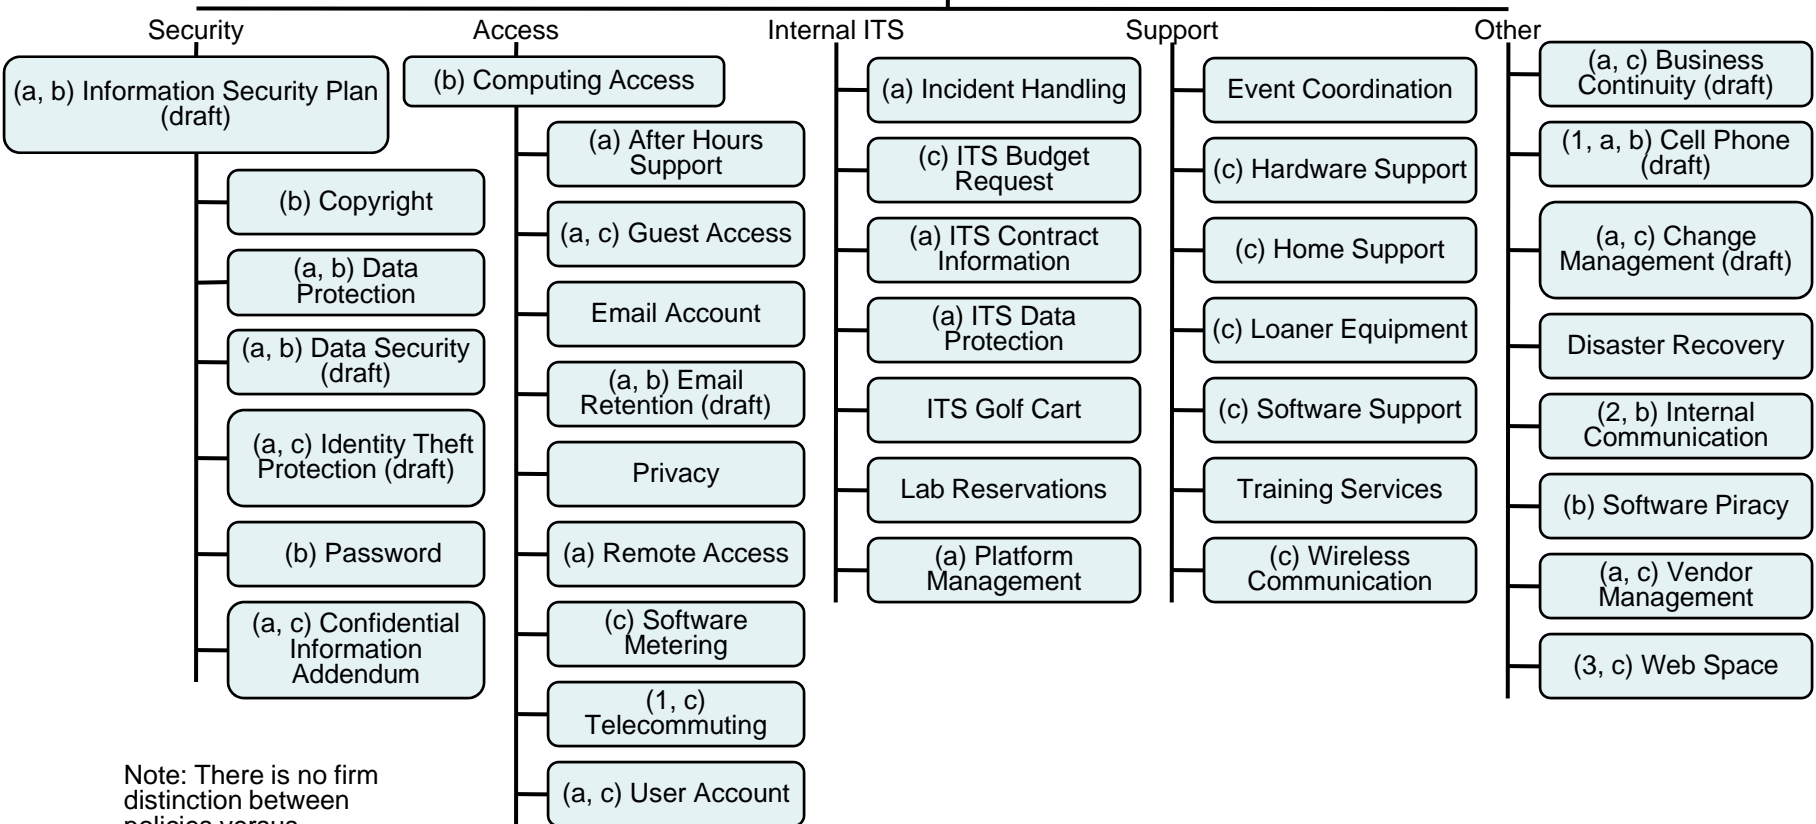 Security
(a, b) Information Security Plan
(draft)
(b) Copyright
(a, b) Data
Protection
(a, b) Data Security
(draft)
(a, c) Identity Theft
Protection (draft)
(b) Password
(a, c) Confidential
Information
Addendum
Note: There is no firm
distinction between
policies versus
Access
(b) Computing Access
(a) After Hours
Support
(a, c) Guest Access
Email Account
(a, b) Email
Retention (draft)
Privacy
(a) Remote Access
(c) Software
Metering
(1, c)
Telecommuting
(a, c) User Account
Internal ITS
(a) Incident Handling
(c) ITS Budget
Request
(a) ITS Contract
Information
(a) ITS Data
Protection
ITS Golf Cart
Lab Reservations
(a) Platform
Management
Support
Event Coordination
(c) Hardware Support
(c) Home Support
(c) Loaner Equipment
(c) Software Support
Training Services
(c) Wireless
Communication
Other
(a, c) Business
Continuity (draft)
(1, a, b) Cell Phone
(draft)
(a, c) Change
Management (draft)
Disaster Recovery
(2, b) Internal
Communication
(b) Software Piracy
(a, c) Vendor
Management
(3, c) Web Space